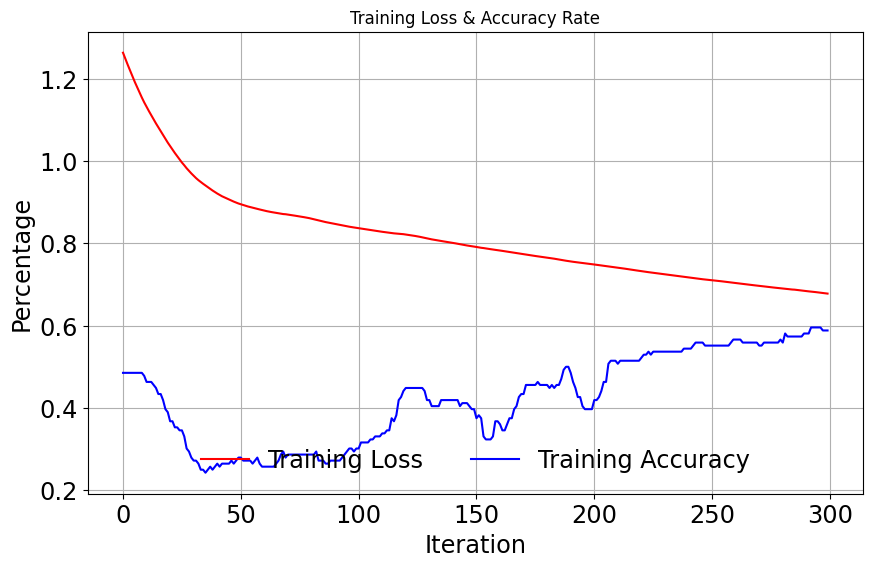 Training Loss & Accuracy Rate
Percentage
1.2
1.0
0.8
0.6
0.4
0.2
Training Loss
Training Accuracy
0 50 100 150 200 250 300
Iteration